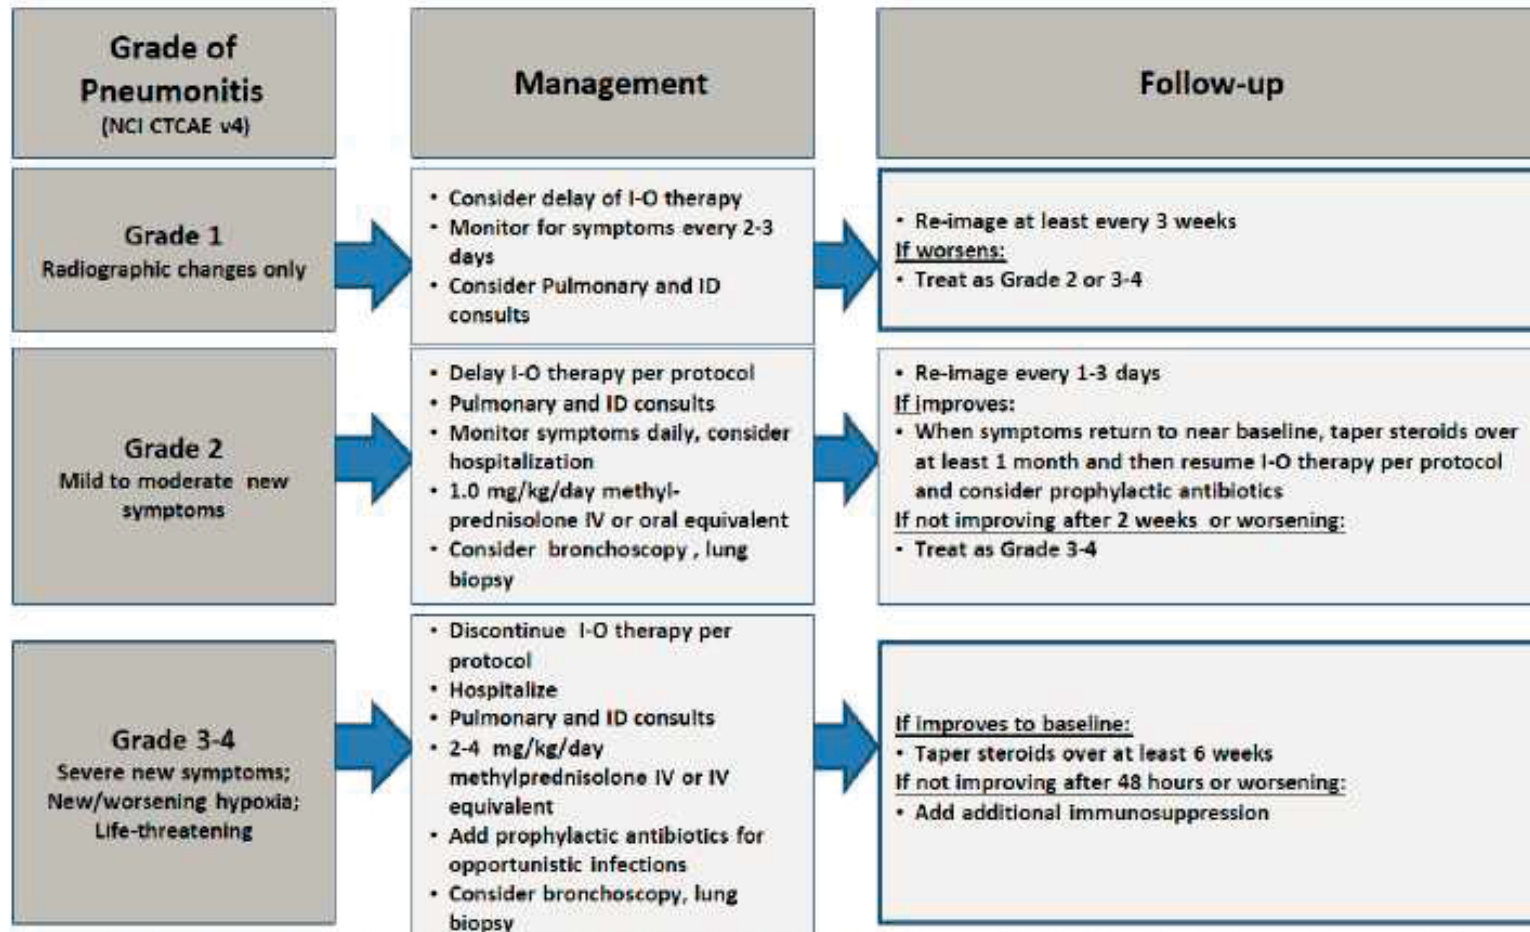 Grade of
Pneumonitis
(NCI CTCAE v4)
Management
Follow-up
Grade 1
Radiographic changes only
• Consider delay of I-O therapy
• Monitor for symptoms every 2-3
days
• Consider Pulmonary and ID
consults
• Re-image at least every 3 weeks
If worsens:
• Treat as Grade 2 or 3-4
Grade 2
Mild to moderate new
symptoms
• Delay I-O therapy per protocol
• Pulmonary and ID consults
• Monitor symptoms daily, consider
hospitalization
• 1.0 mg/kg/day methyl-
prednisolone IV or oral equivalent
• Consider bronchoscopy , lung
biopsy
• Re-image every 1-3 days
If improves:
• When symptoms return to near baseline, taper steroids over
at least 1 month and then resume I-O therapy per protocol
and consider prophylactic antibiotics
If not improving after 2 weeks or worsening:
• Treat as Grade 3-4
Grade 3-4
Severe new symptoms;
New/worsening hypoxia;
Life-threatening
• Discontinue I-O therapy per
protocol
• Hospitalize
• Pulmonary and ID consults
• 2-4 mg/kg/day
methylprednisolone IV or IV
equivalent
• Add prophylactic antibiotics for
opportunistic infections
• Consider bronchoscopy, lung
biopsy
If improves to baseline:
• Taper steroids over at least 6 weeks
If not improving after 48 hours or worsening:
• Add additional immunosuppression